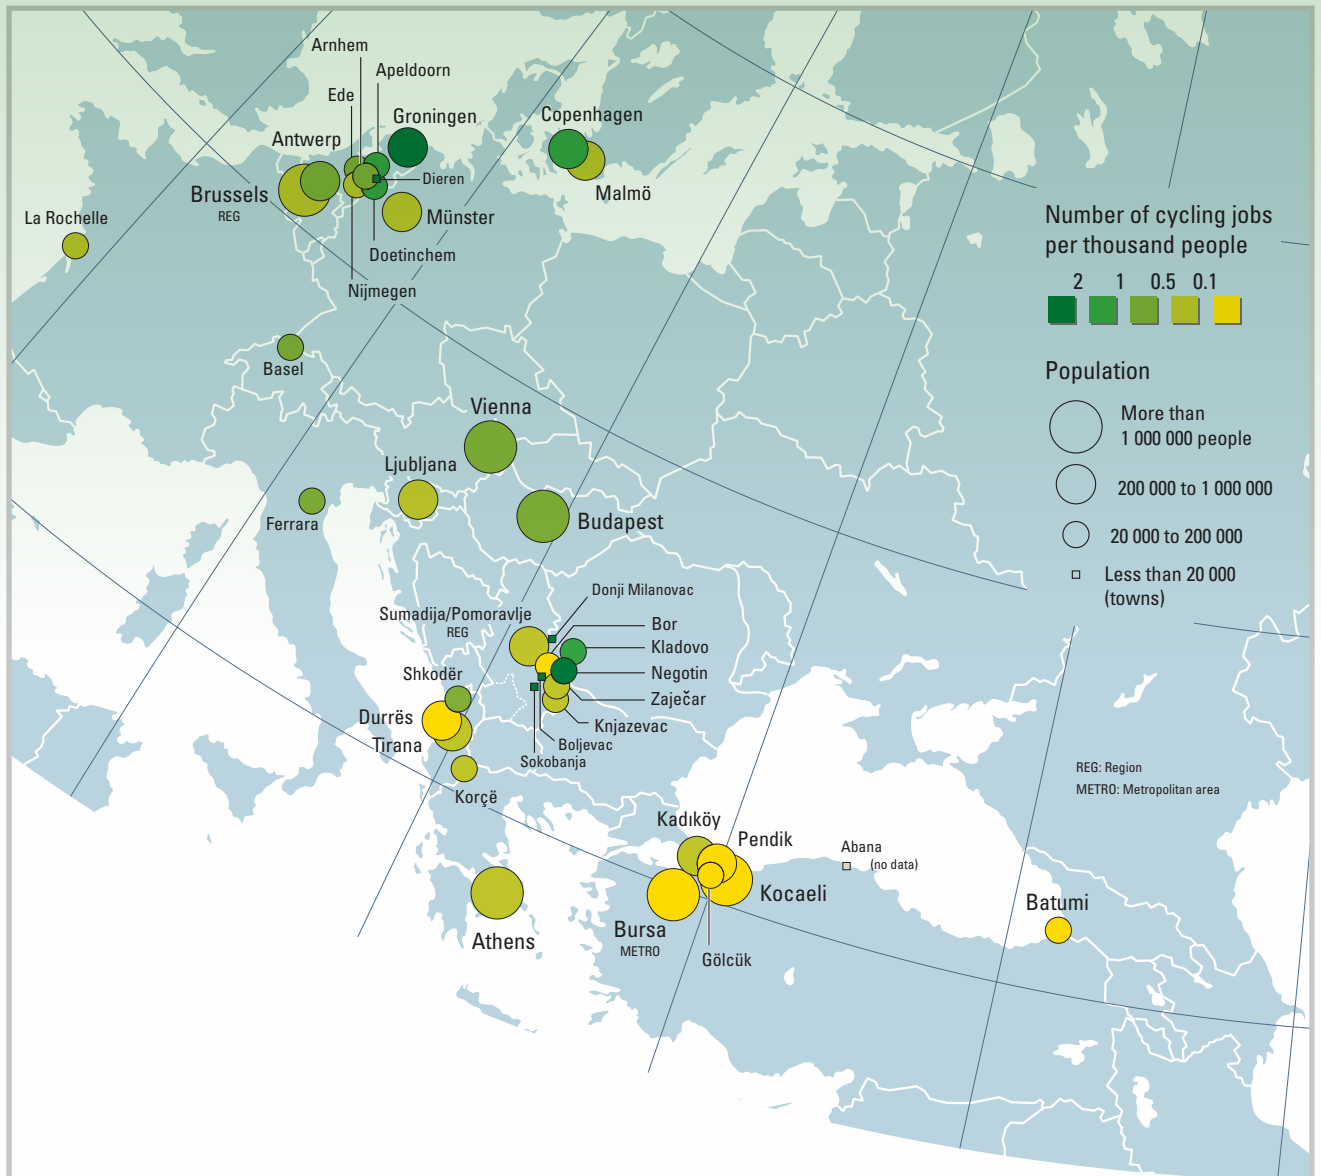 Arnhem
Apeldoorn
Ede
Groningen
Copenhagen
Antwerp
Dieren
Brussels
REG
Malmö
La Rochelle
Münster
Doetinchem
Nijmegen
Number of cycling jobs
per thousand people
2 1 0.5 0.1
Basel
Population
Vienna
More than
1 000 000 people
Ljubljana
200 000 to 1 000 000
Ferrara
Budapest
20 000 to 200 000
Less than 20 000
(towns)
Donji Milanovac
Sumadija/Pomoravlje
REG
Bor
Kladovo
Shkodër
Negotin
Zaječar
Durrës
Knjazevac
Tirana
Boljevac
Sokobanja
REG: Region
METRO: Metropolitan area
Korçë
Kadıköy
Pendik
Abana
(no data)
Kocaeli
Batumi
Bursa
METRO
Athens
Gölcük